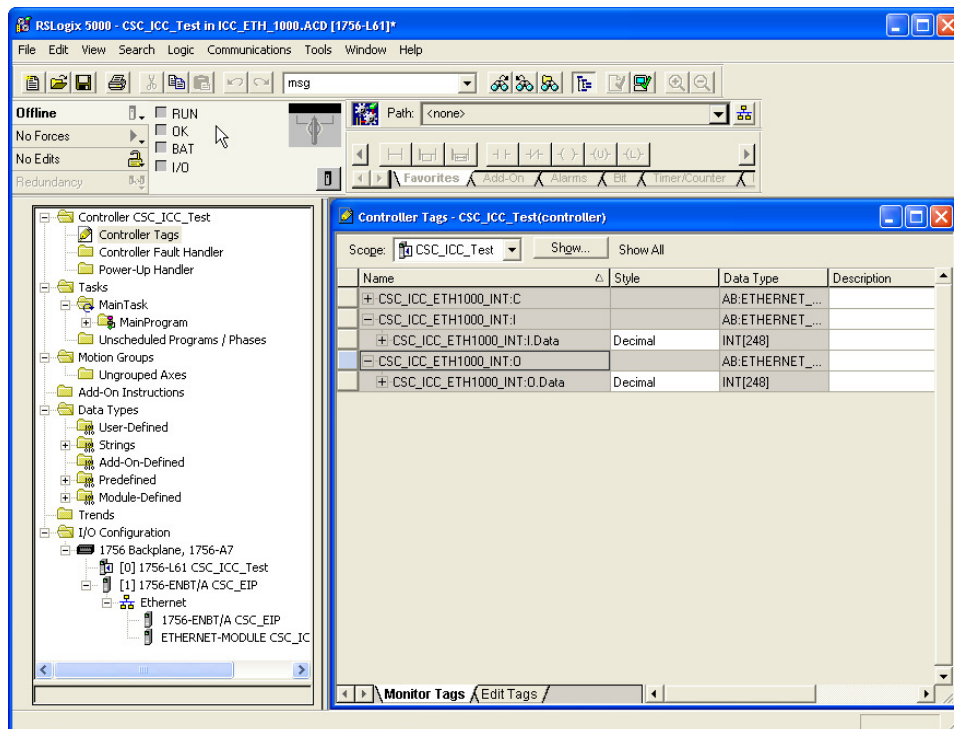 RSLogix 5000 - CSC_ICC_Test in ICC_ETH_1000.ACD [1756-L61]*
File Edit View Search Logic Communications Tools Window Help
msg
Offline
RUN
No Forces
OK
No Edits
BAT
Redundancy
I/O
Path: <none>
Favorites Add-On Alarms Bit Timer/Counter
Controller CSC_ICC_Test
Controller Tags
Controller Fault Handler
Power-Up Handler
Tasks
MainTask
MainProgram
Unscheduled Programs / Phases
Motion Groups
Ungrouped Axes
Add-On Instructions
Data Types
User-Defined
Strings
Add-On-Defined
Predefined
Module-Defined
Trends
I/O Configuration
1756 Backplane, 1756-A7
[0] 1756-L61 CSC_ICC_Test
[1] 1756-ENBT/A CSC_EIP
Ethernet
1756-ENBT/A CSC_EIP
ETHERNET-MODULE CSC_IC
Controller Tags - CSC_ICC_Test(controller)
Scope: CSC_ICC_Test Show... Show All
Name Style Data Type Description
CSC_ICC_ETH1000_INT:C AB:ETHERNET_...
CSC_ICC_ETH1000_INT:I AB:ETHERNET_...
CSC_ICC_ETH1000_INT:I.Data Decimal INT[248]
CSC_ICC_ETH1000_INT:O AB:ETHERNET_...
CSC_ICC_ETH1000_INT:O.Data Decimal INT[248]
Monitor Tags Edit Tags